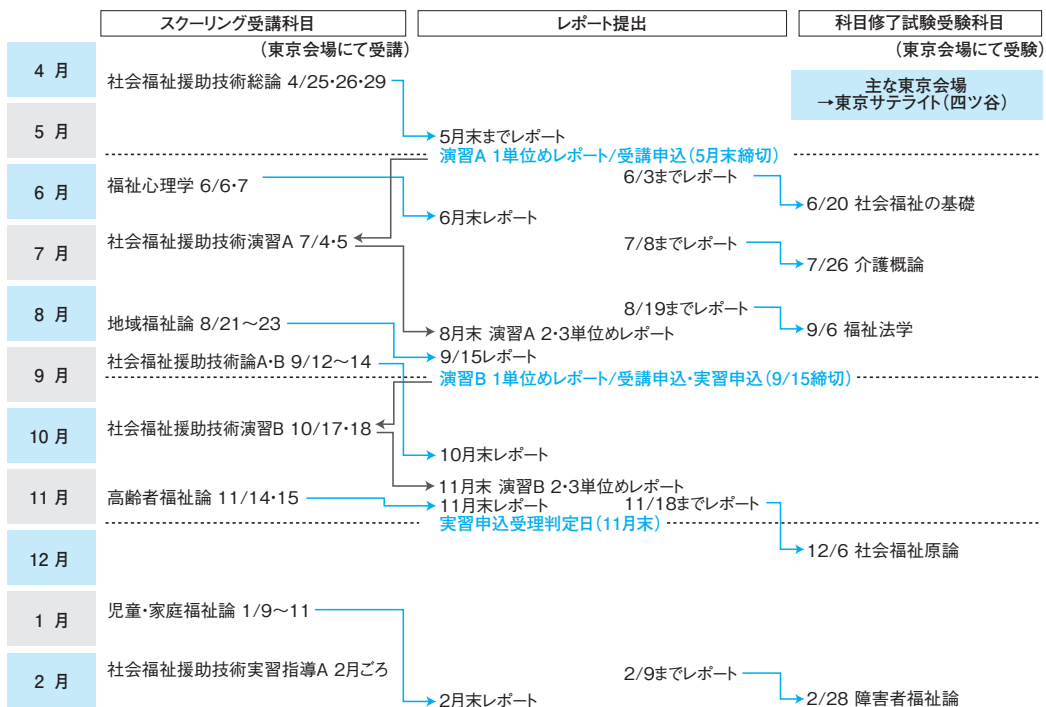 スクーリング受講科目
レポート提出
科目修了試験受験科目
(東京会場にて受講)
(東京会場にて受験)
4 月
社会福祉援助技術総論 4/25・26・29
主な東京会場
→東京サテライト(四ツ谷)
5 月
5月末までレポート
演習A 1単位めレポート/受講申込(5月末締切)
6 月
福祉心理学 6/6・7
6/3までレポート
6/20 社会福祉の基礎
6月末レポート
7 月
社会福祉援助技術演習A 7/4・5
7/8までレポート
7/26 介護概論
8 月
地域福祉論 8/21〜23
8/19までレポート
8月末 演習A 2・3単位めレポート
9/6 福祉法学
9/15レポート
9 月
社会福祉援助技術論A・B 9/12〜14
演習B 1単位めレポート/受講申込・実習申込(9/15締切)
10 月
社会福祉援助技術演習B 10/17・18
10月末レポート
11月末 演習B 2・3単位めレポート
11 月
高齢者福祉論 11/14・15
11月末レポート
11/18までレポート
実習申込受理判定日(11月末)
12 月
12/6 社会福祉原論
1 月
児童・家庭福祉論 1/9〜11
2 月
社会福祉援助技術実習指導A 2月ごろ
2/9までレポート
2月末レポート
2/28 障害者福祉論